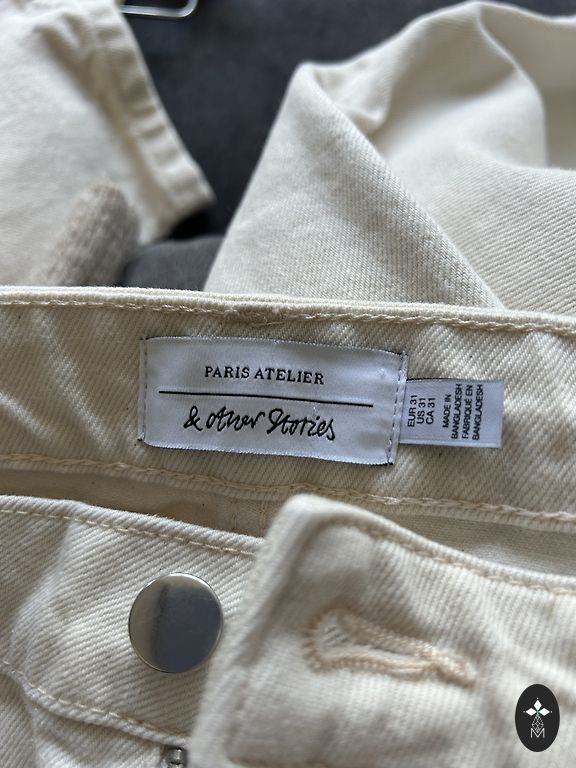 PARIS ATELIER
& other Stories
EUR 31
US 31
CA 31
MADE IN
BANGLADESH
FABRIQUÉ EN
BANGLADESH
M